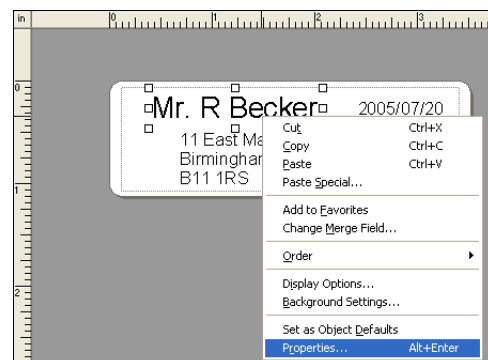 in
0 1 2 3
0
Mr. R Becker 2005/07/20
11 East Ma
Birminghar
B11 1RS
1
2
Cut Ctrl+X
Copy Ctrl+C
Paste Ctrl+V
Paste Special...
Add to Favorites
Change Merge Field...
Order
Display Options...
Background Settings...
Set as Object Defaults
Properties... Alt+Enter